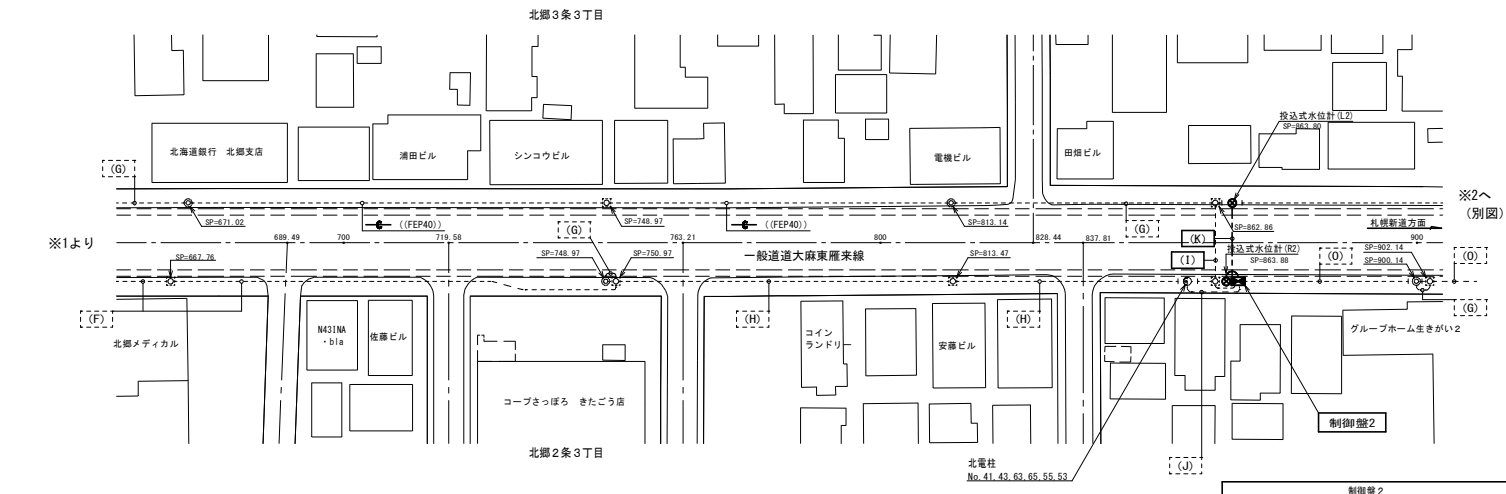 北郷3条3丁目
投込式水位計(L2)
SP=863.80
北海道銀行 北郷支店
浦田ビル
シンコウビル
電機ビル
田畑ビル
(G)
※2へ
(別図)
SP=671.02
((FEP40))
SP=748.97
((FEP40))
SP=813.14
(G)
SP=862.86
札幌新道方面
※1より
689.49
700
719.58
(G)
763.21
800
828.44
837.81
(K)
900
一般道道大麻東雁来線
投込式水位計(R2)
SP=667.76
SP=748.97
SP=750.97
SP=813.47
(I)
SP=863.88
(O)
SP=902.14
SP=900.14
(O)
(F)
(H)
(H)
(G)
北郷メディカル
N43INA
・bla
佐藤ビル
コイン
ランドリー
安藤ビル
グループホーム生きがい2
コープさっぽろ きたごう店
制御盤2
北郷2条3丁目
北電柱
No.41.43.63.65.55.53
(J)
制御盤2